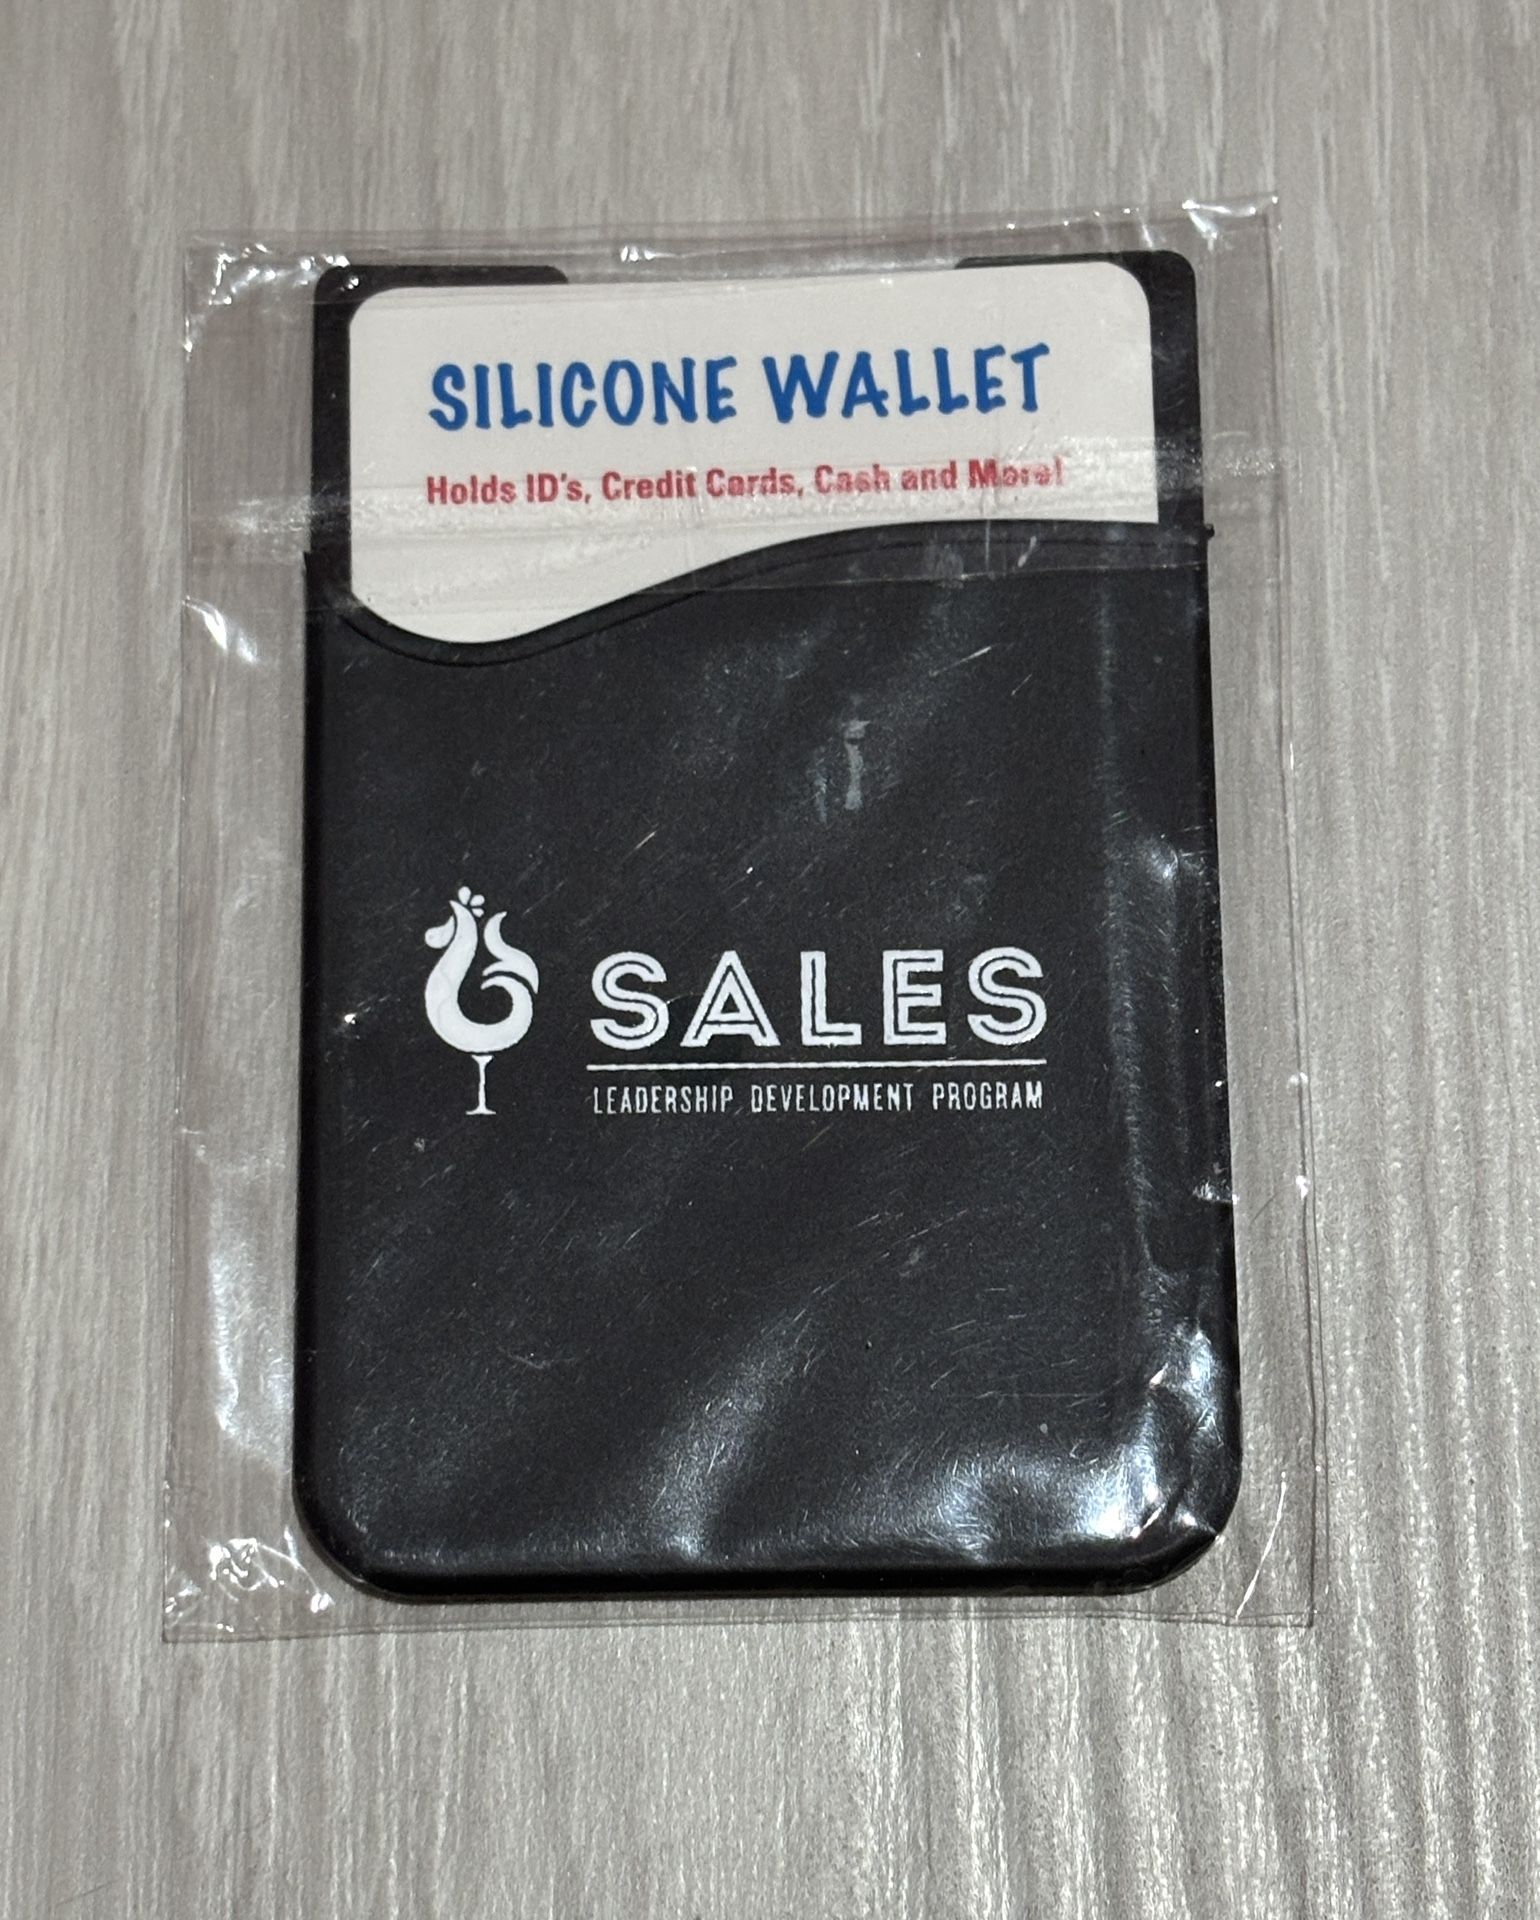 SILICONE WALLET
Holds ID's, Credit Cards, Cash and More!
SALES
LEADERSHIP DEVELOPMENT PROGRAM